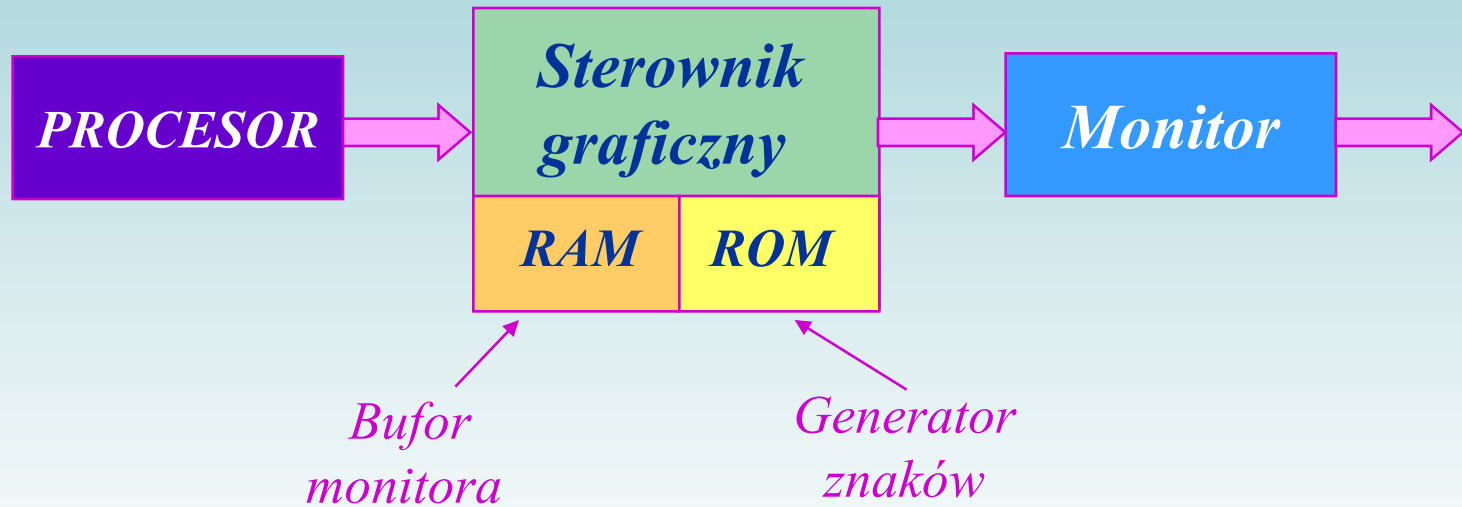 PROCESOR
Sterownik
graficzny
Monitor
RAM
ROM
Bufor
monitora
Generator
znaków